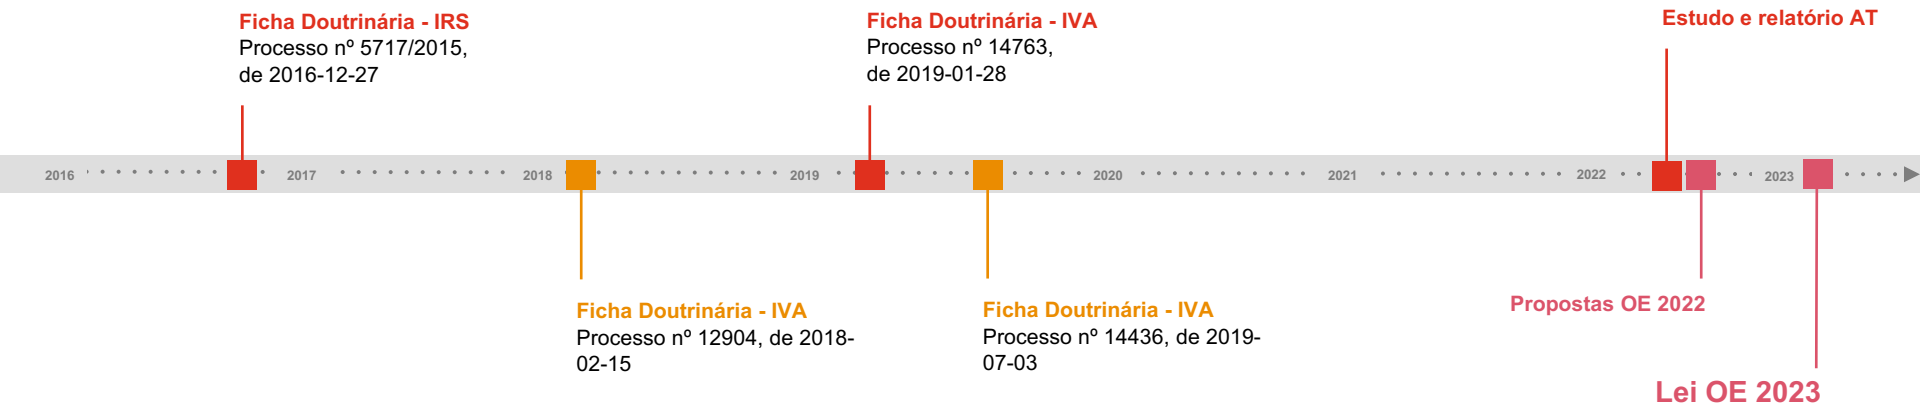 Ficha Doutrinária - IRS
Processo nº 5717/2015,
de 2016-12-27
Ficha Doutrinária - IVA
Processo nº 14763,
de 2019-01-28
Estudo e relatório AT
2016
2017
2018
2019
2020
2021
2022
2023
Ficha Doutrinária - IVA
Processo nº 12904, de 2018-
02-15
Ficha Doutrinária - IVA
Processo nº 14436, de 2019-
07-03
Propostas OE 2022
Lei OE 2023